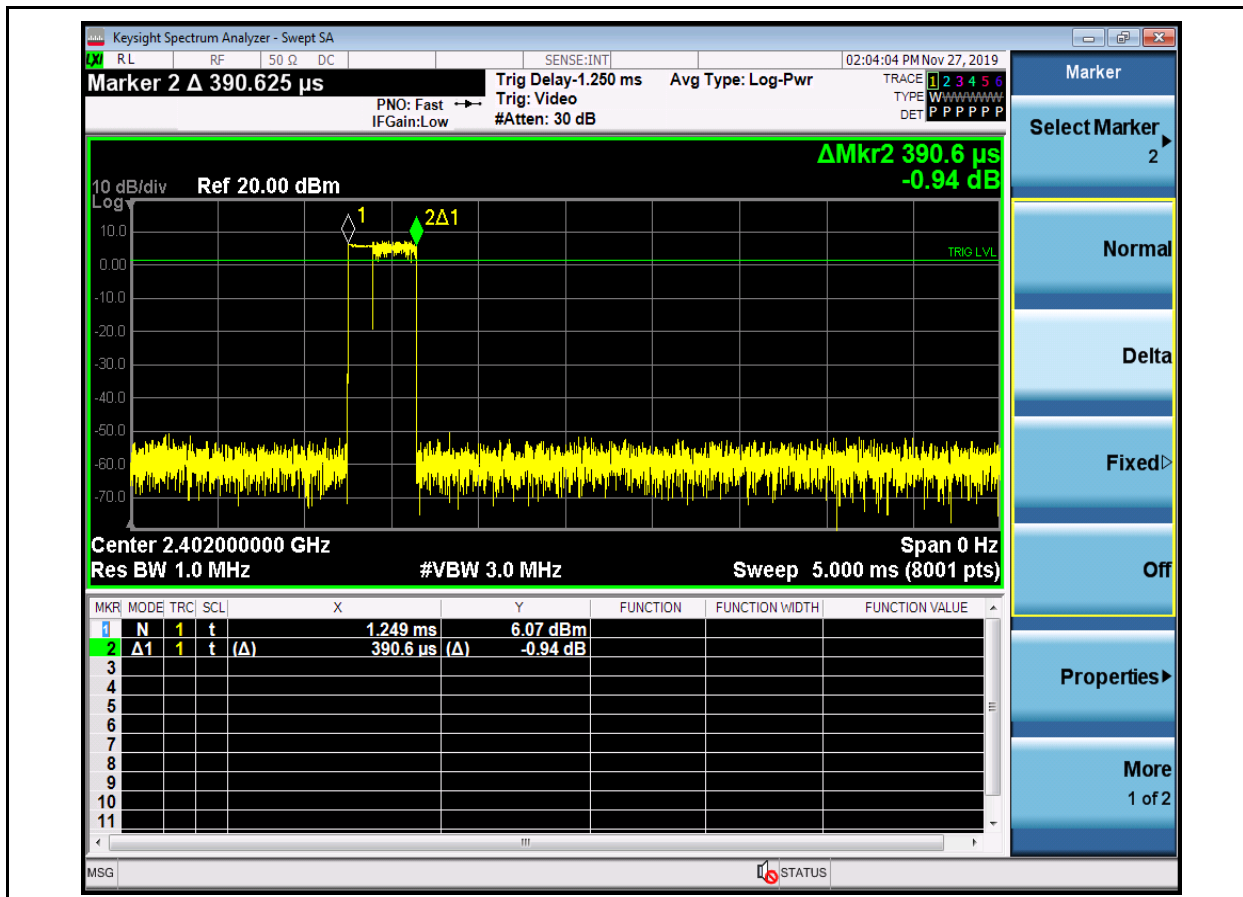 Keysight Spectrum Analyzer - Swept SA
LXI RL RF 50 Ω DC SENSE:INT 02:04:04 PM Nov 27, 2019
Marker 2 Δ 390.625 µs
PNO: Fast
IFGain:Low
Trig Delay-1.250 ms
Trig: Video
#Atten: 30 dB
Avg Type: Log-Pwr
TRACE 1 2 3 4 5 6
TYPE WWWWWW
DET P P P P P P
ΔMkr2 390.6 µs
-0.94 dB
10 dB/div Ref 20.00 dBm
Log
1
2Δ1
TRIG LVL
10.0
0.00
-10.0
-20.0
-30.0
-40.0
-50.0
-60.0
-70.0
Center 2.402000000 GHz Span 0 Hz
Res BW 1.0 MHz #VBW 3.0 MHz Sweep 5.000 ms (8001 pts)
MKR MODE TRC SCL X Y FUNCTION FUNCTION WIDTH FUNCTION VALUE
1 N 1 t 1.249 ms 6.07 dBm
2 Δ1 1 t (Δ) 390.6 µs (Δ) -0.94 dB
3
4
5
6
7
8
9
10
11
MSG STATUS
Marker
Select Marker
2
Normal
Delta
Fixed
Off
Properties
More
1 of 2